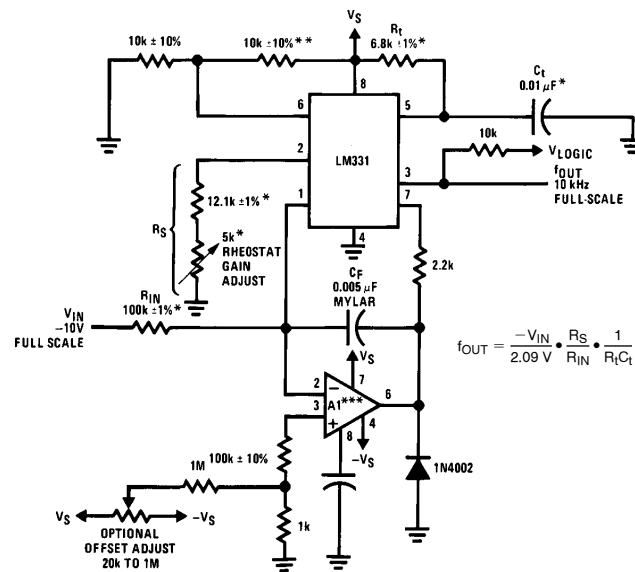 V_S
10k ± 10%
10k ±10%**
R_t
6.8k ±1%*
C_t
0.01 µF*
8
6
5
2
LM331
10k
V_LOGIC
3
f_OUT
10 kHz
FULL-SCALE
1
7
4
R_S
12.1k ±1%*
5k*
RHEOSTAT
GAIN
ADJUST
2.2k
C_F
0.005 µF
MYLAR
R_IN
100k ±1%*
V_IN
−10V
FULL SCALE
f_OUT = −V_IN / 2.09 V • R_S / R_IN • 1 / R_tC_t
V_S
7
2
−
A1***
6
3
+
4
8
−V_S
100k ± 10%
1M
1N4002
V_S
−V_S
1k
OPTIONAL
OFFSET ADJUST
20k TO 1M